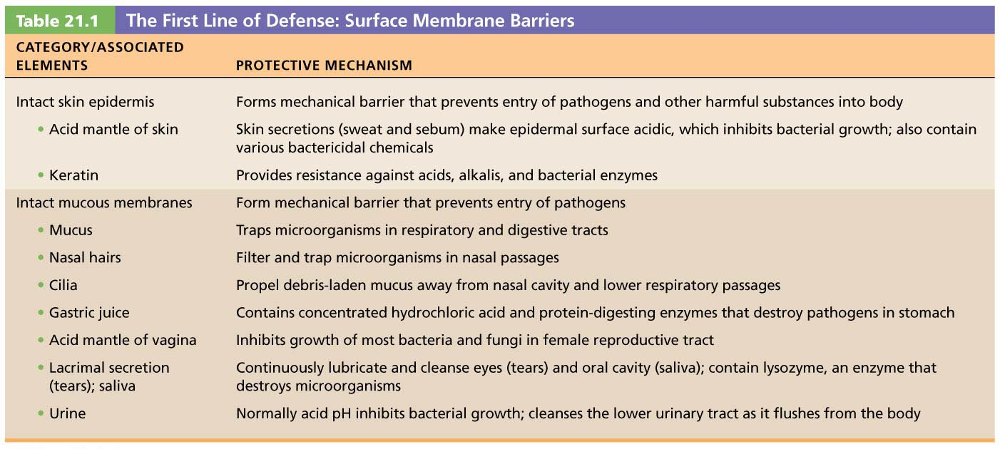 Table 21.1 The First Line of Defense: Surface Membrane Barriers
CATEGORY/ASSOCIATED
ELEMENTS PROTECTIVE MECHANISM
Intact skin epidermis Forms mechanical barrier that prevents entry of pathogens and other harmful substances into body
• Acid mantle of skin Skin secretions (sweat and sebum) make epidermal surface acidic, which inhibits bacterial growth; also contain
various bactericidal chemicals
• Keratin Provides resistance against acids, alkalis, and bacterial enzymes
Intact mucous membranes Form mechanical barrier that prevents entry of pathogens
• Mucus Traps microorganisms in respiratory and digestive tracts
• Nasal hairs Filter and trap microorganisms in nasal passages
• Cilia Propel debris-laden mucus away from nasal cavity and lower respiratory passages
• Gastric juice Contains concentrated hydrochloric acid and protein-digesting enzymes that destroy pathogens in stomach
• Acid mantle of vagina Inhibits growth of most bacteria and fungi in female reproductive tract
• Lacrimal secretion Continuously lubricate and cleanse eyes (tears) and oral cavity (saliva); contain lysozyme, an enzyme that
(tears); saliva destroys microorganisms
• Urine Normally acid pH inhibits bacterial growth; cleanses the lower urinary tract as it flushes from the body